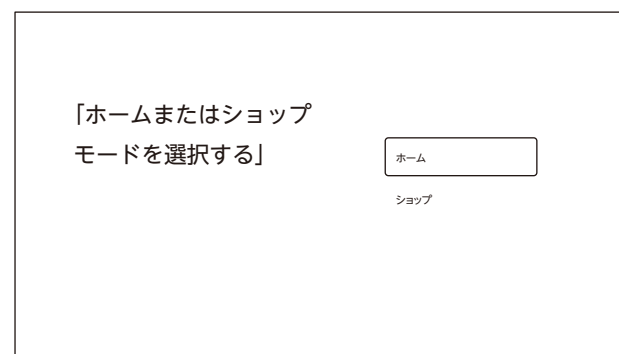 「ホームまたはショップ
モードを選択する」
ホーム
ショップ